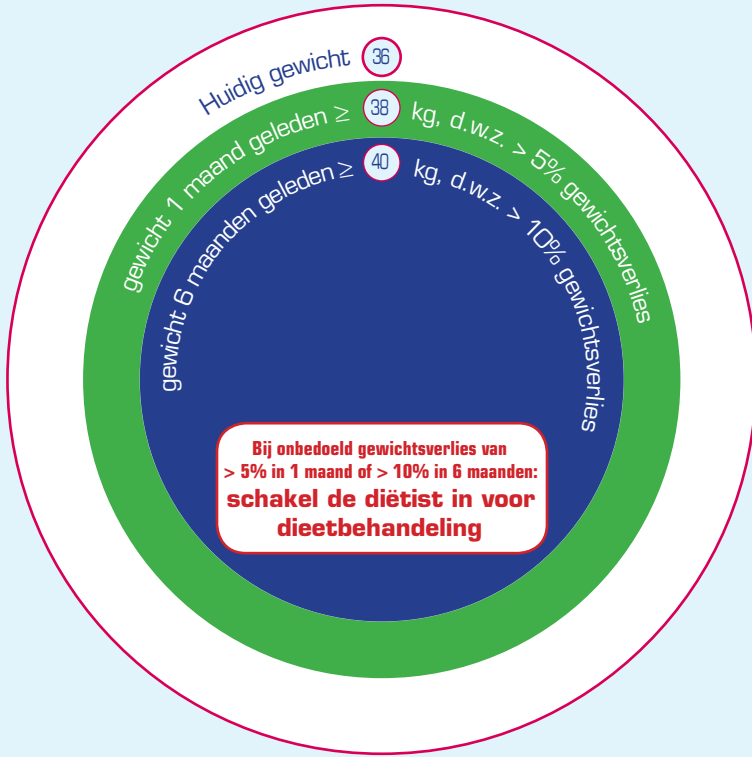 Huidig gewicht 36
gewicht 1 maand geleden ≥ 38 kg, d.w.z. > 5% gewichtsverlies
gewicht 6 maanden geleden ≥ 40 kg, d.w.z. > 10% gewichtsverlies
Bij onbedoeld gewichtsverlies van
> 5% in 1 maand of > 10% in 6 maanden:
schakel de diëtist in voor
dieetbehandeling